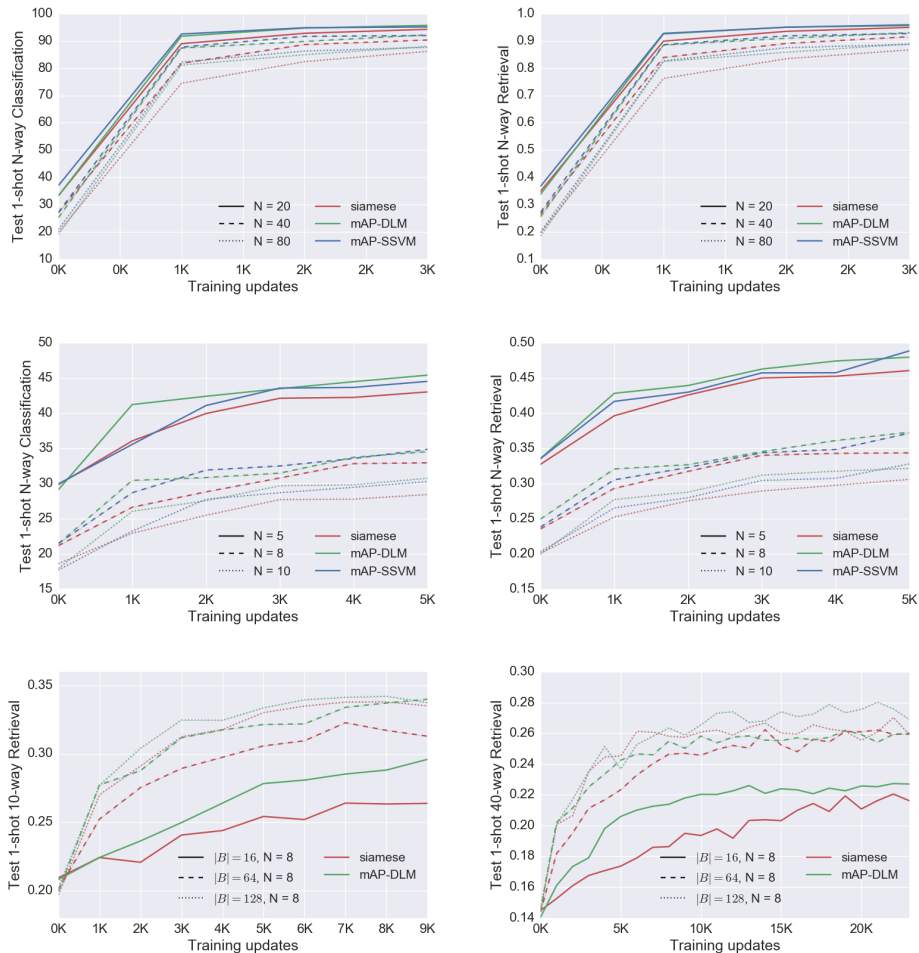 Test 1-shot N-way Classification
100
90
80
70
60
50
40
30
20
10
N = 20 siamese
N = 40 mAP-DLM
N = 80 mAP-SSVM
0K 0K 1K 1K 2K 2K 3K
Training updates
Test 1-shot N-way Retrieval
1.0
0.9
0.8
0.7
0.6
0.5
0.4
0.3
0.2
0.1
N = 20 siamese
N = 40 mAP-DLM
N = 80 mAP-SSVM
0K 0K 1K 1K 2K 2K 3K
Training updates
Test 1-shot N-way Classification
50
45
40
35
30
25
20
15
N = 5 siamese
N = 8 mAP-DLM
N = 10 mAP-SSVM
0K 1K 2K 3K 4K 5K
Training updates
Test 1-shot N-way Retrieval
0.50
0.45
0.40
0.35
0.30
0.25
0.20
0.15
N = 5 siamese
N = 8 mAP-DLM
N = 10 mAP-SSVM
0K 1K 2K 3K 4K 5K
Training updates
Test 1-shot 10-way Retrieval
0.35
0.30
0.25
0.20
|B| = 16, N = 8 siamese
|B| = 64, N = 8 mAP-DLM
|B| = 128, N = 8
0K 1K 2K 3K 4K 5K 6K 7K 8K 9K
Training updates
Test 1-shot 40-way Retrieval
0.30
0.28
0.26
0.24
0.22
0.20
0.18
0.16
0.14
|B| = 16, N = 8 siamese
|B| = 64, N = 8 mAP-DLM
|B| = 128, N = 8
0K 5K 10K 15K 20K
Training updates